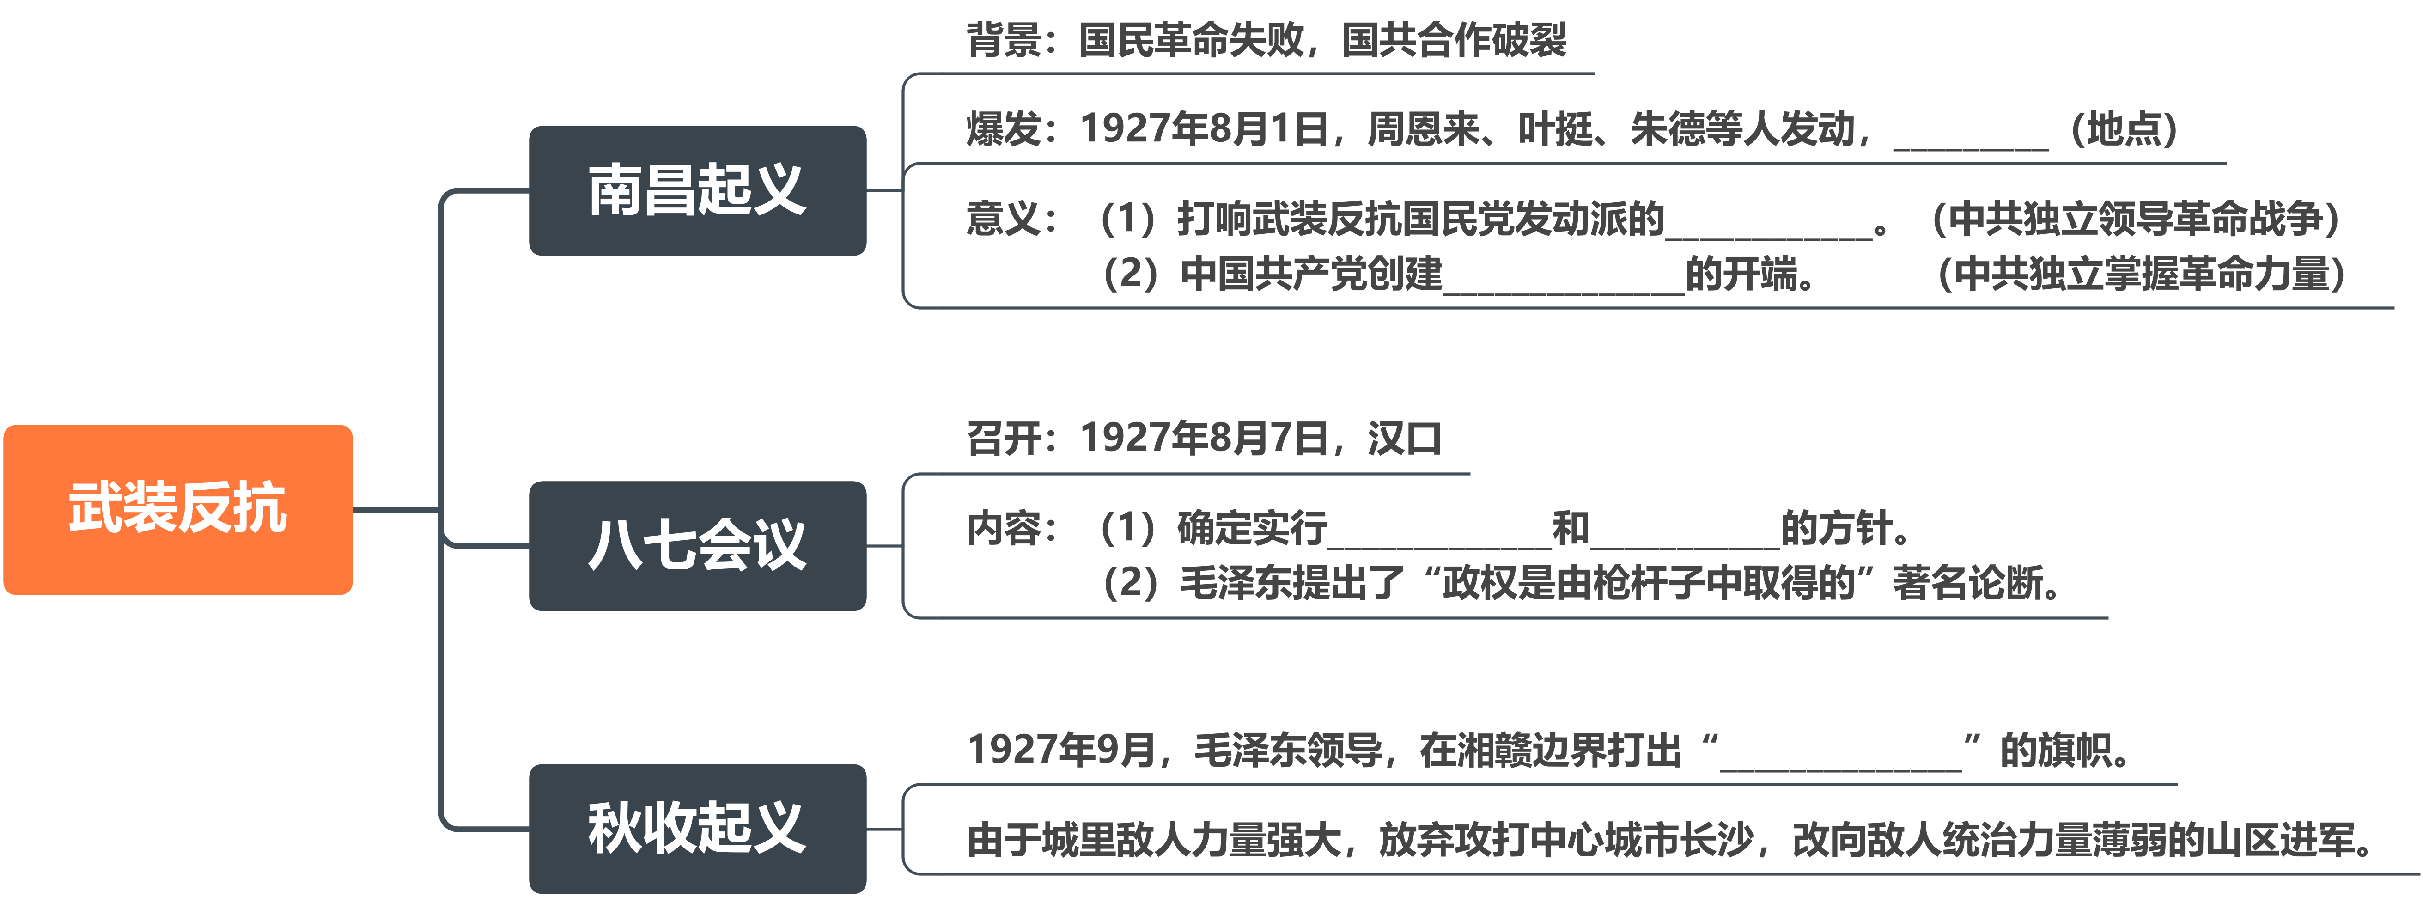 武装反抗
南昌起义
背景：国民革命失败，国共合作破裂
爆发：1927年8月1日，周恩来、叶挺、朱德等人发动，_________（地点）
意义：（1）打响武装反抗国民党发动派的____________。（中共独立领导革命战争）
（2）中国共产党创建______________的开端。（中共独立掌握革命力量）
八七会议
召开：1927年8月7日，汉口
内容：（1）确定实行_____________和___________的方针。
（2）毛泽东提出了“政权是由枪杆子中取得的”著名论断。
秋收起义
1927年9月，毛泽东领导，在湘赣边界打出“______________”的旗帜。
由于城里敌人力量强大，放弃攻打中心城市长沙，改向敌人统治力量薄弱的山区进军。